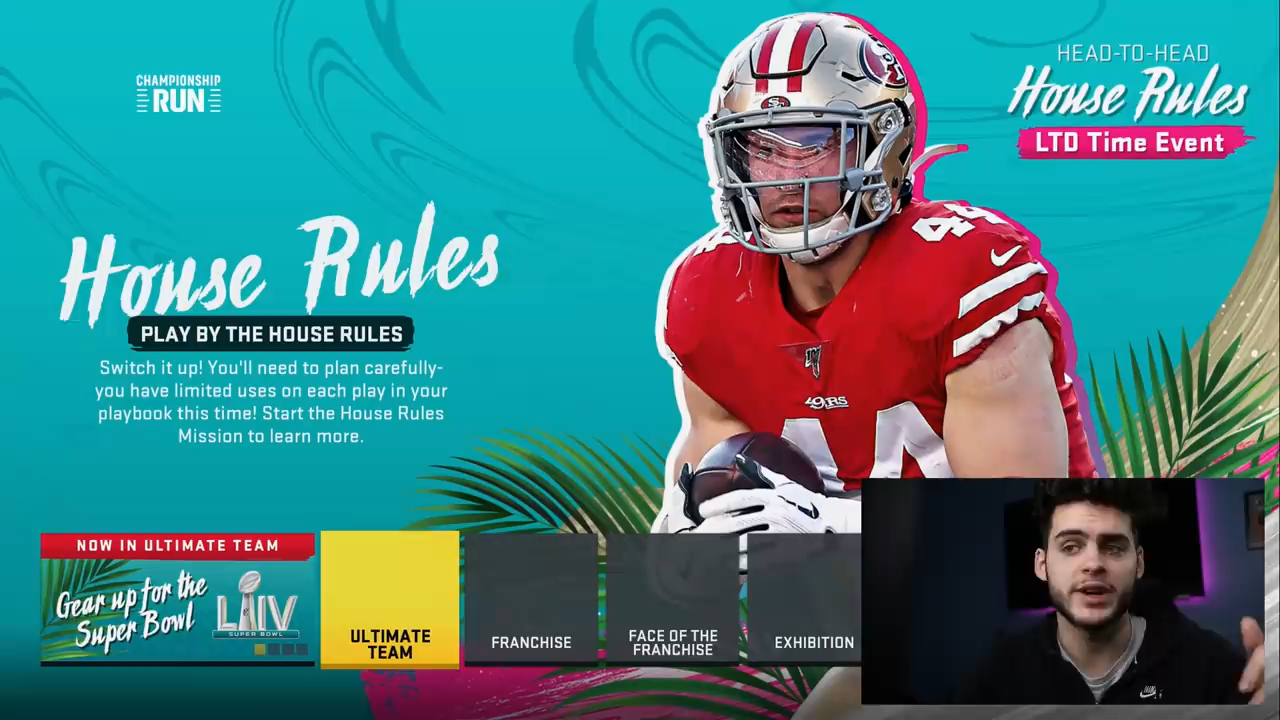 CHAMPIONSHIP
RUN
HEAD-TO-HEAD
House Rules
LTD Time Event
House Rules
PLAY BY THE HOUSE RULES
Switch it up! You'll need to plan carefully-
you have limited uses on each play in your
playbook this time! Start the House Rules
Mission to learn more.
44
49ERS
44
NOW IN ULTIMATE TEAM
Gear up for the
Super Bowl
LIV
SUPER BOWL
ULTIMATE
TEAM
FRANCHISE
FACE OF THE
FRANCHISE
EXHIBITION